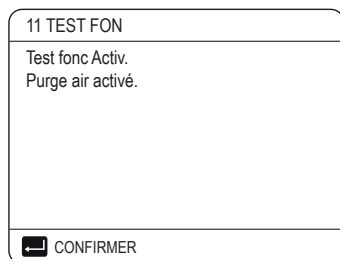 11 TEST FON
Test fonc Activ.
Purge air activé.
CONFIRMER